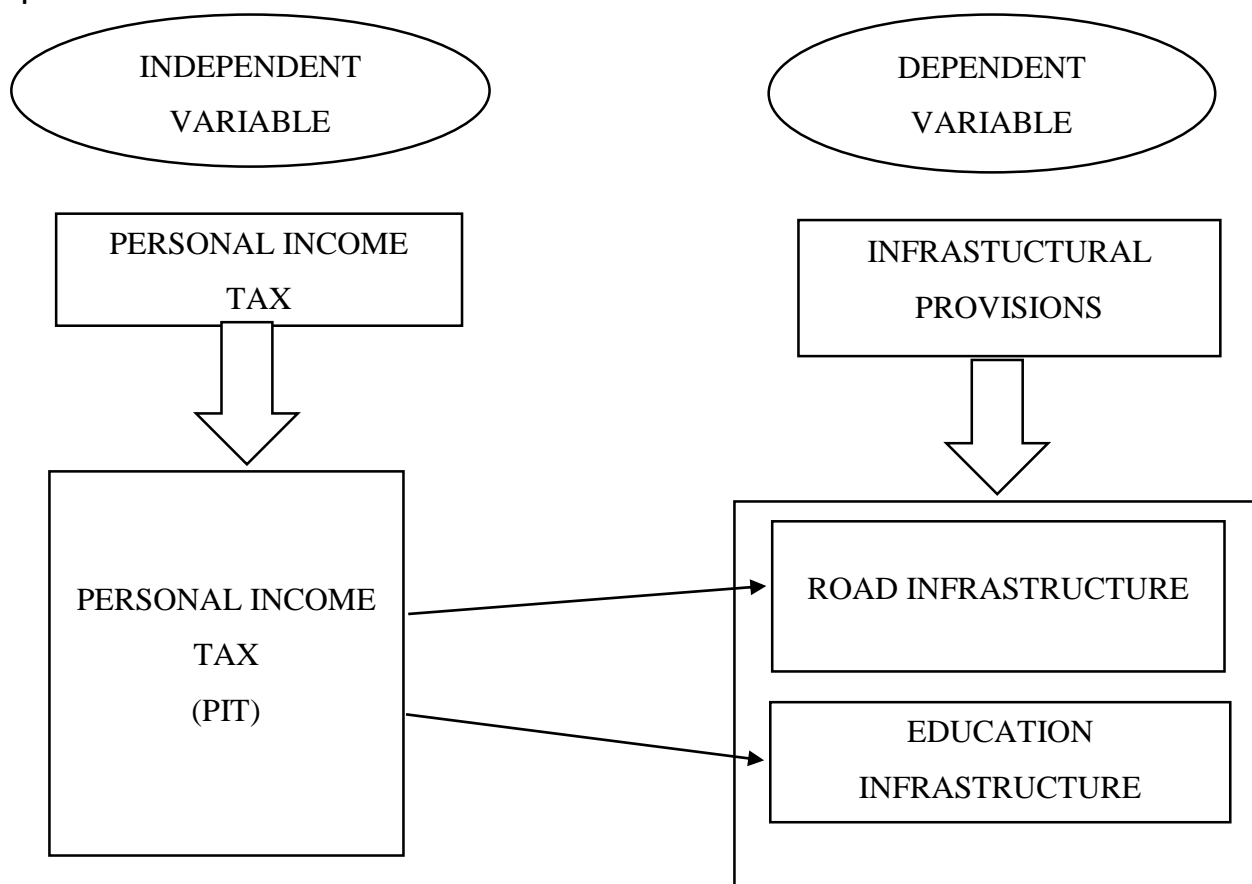 INDEPENDENT
VARIABLE
DEPENDENT
VARIABLE
PERSONAL INCOME
TAX
INFRASTUCTURAL
PROVISIONS
PERSONAL INCOME
TAX
(PIT)
ROAD INFRASTRUCTURE
EDUCATION
INFRASTRUCTURE